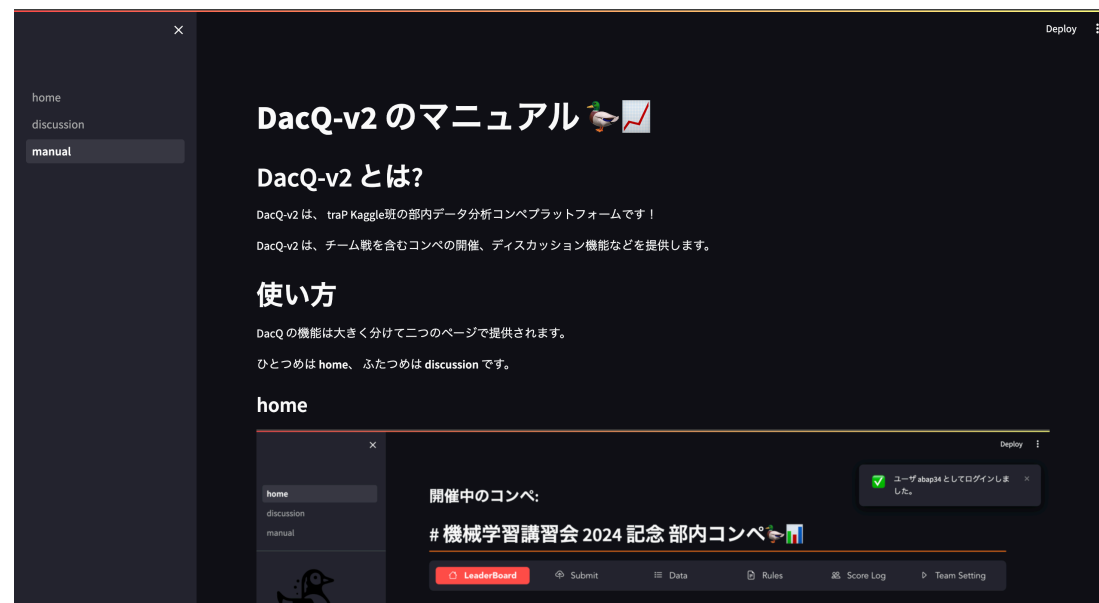 Deploy
home
discussion
manual
DacQ-v2 のマニュアル🦆📈
DacQ-v2 とは?
DacQ-v2 は、 traP Kaggle班の部内データ分析コンペプラットフォームです！
DacQ-v2 は、チーム戦を含むコンペの開催、ディスカッション機能などを提供します。
使い方
DacQ の機能は大きく分けて二つのページで提供されます。
ひとつめは home、 ふたつめは discussion です。
home
Deploy
ユーザ abap34 としてログインしま
した。
home
discussion
manual
開催中のコンペ:
# 機械学習講習会 2024 記念 部内コンペ🦆📊
LeaderBoard Submit Data Rules Score Log Team Setting